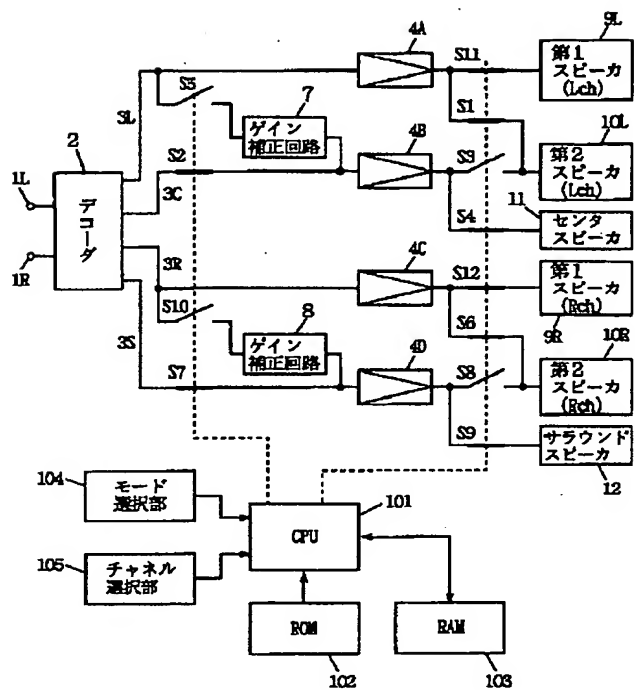 9L
4A
S11
第1
スピーカ
(Lch)
S5
7
S1
3L
ゲイン
補正回路
10L
2
4B
S3
第2
スピーカ
(Lch)
1L
S2
3C
11
デコーダ
S4
センタ
スピーカ
1R
3R
4C
S12
第1
スピーカ
(Rch)
S10
8
S6
9R
10R
3S
ゲイン
補正回路
4D
S8
第2
スピーカ
(Rch)
S7
S9
サラウンド
スピーカ
12
104
モード
選択部
101
CPU
105
チャネル
選択部
ROM
RAM
102
103